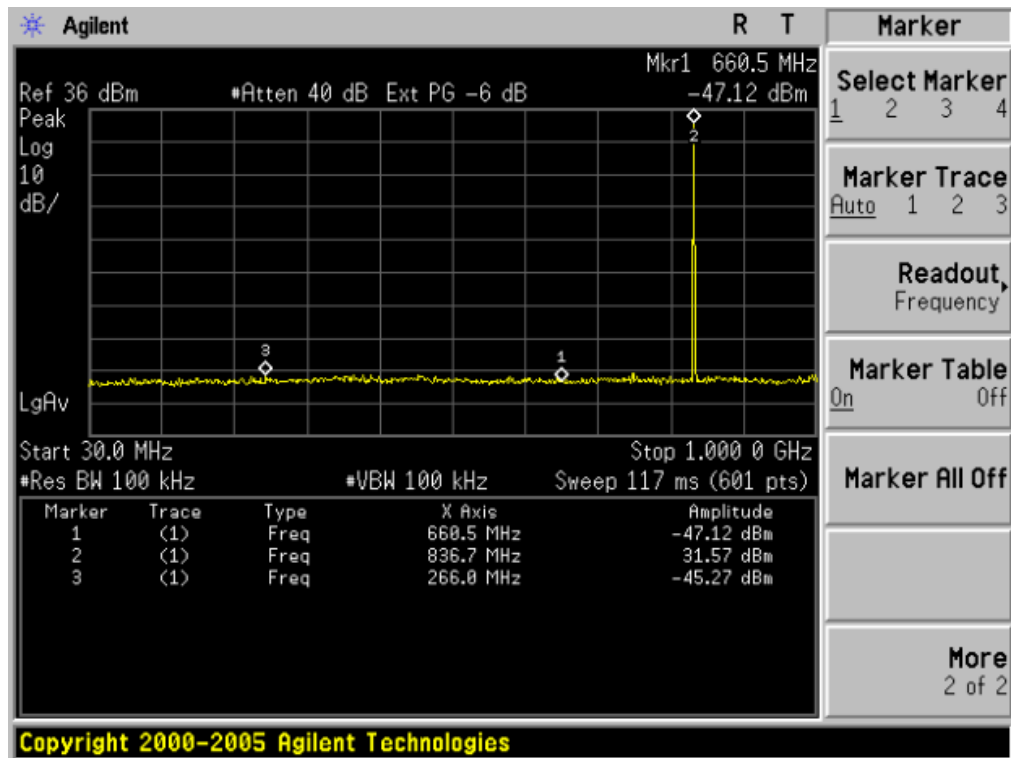 Agilent R T
Marker
Mkr1 660.5 MHz
Ref 36 dBm #Atten 40 dB Ext PG -6 dB -47.12 dBm
Peak
Log
10
dB/
2
3
1
LgAv
Start 30.0 MHz Stop 1.000 0 GHz
#Res BW 100 kHz #VBW 100 kHz Sweep 117 ms (601 pts)
Marker Trace Type X Axis Amplitude
1 (1) Freq 660.5 MHz -47.12 dBm
2 (1) Freq 836.7 MHz 31.57 dBm
3 (1) Freq 266.0 MHz -45.27 dBm
Select Marker
1 2 3 4
Marker Trace
Auto 1 2 3
Readout
Frequency
Marker Table
On Off
Marker All Off
More
2 of 2
Copyright 2000-2005 Agilent Technologies